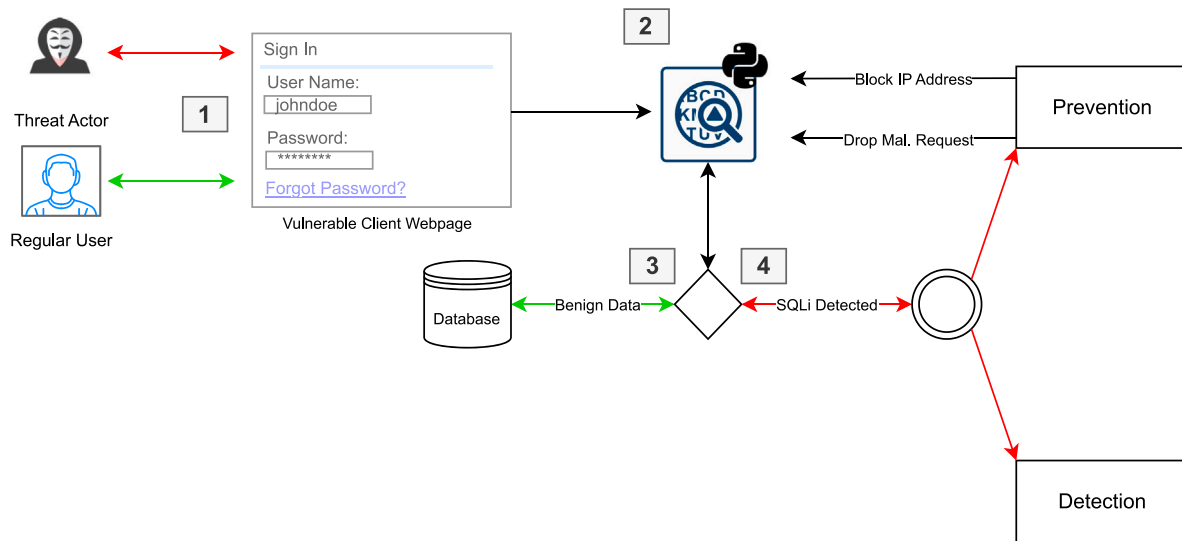 Threat Actor
Regular User
1
Sign In
User Name:
johndoe
Password:
********
Forgot Password?
Vulnerable Client Webpage
2
Block IP Address
Drop Mal. Request
Prevention
3
4
Database
Benign Data
SQLi Detected
Detection